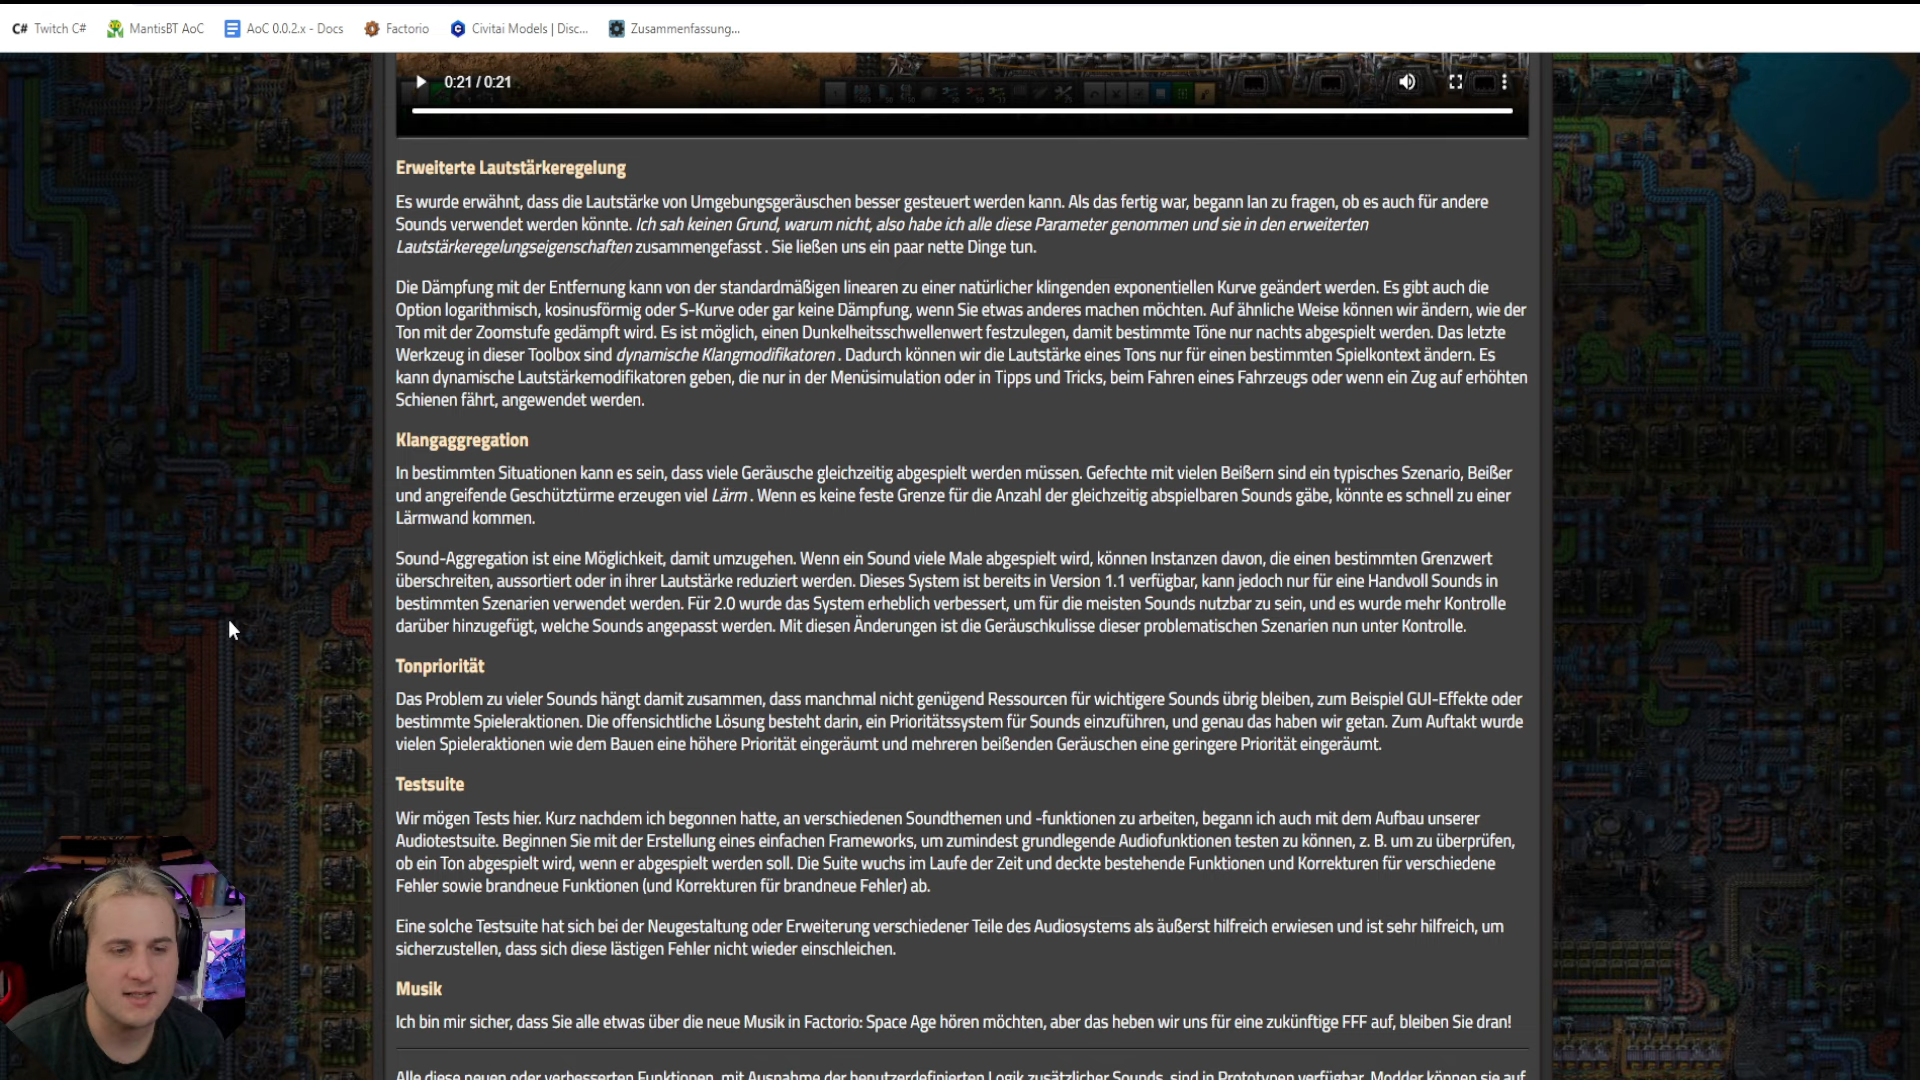 C# Twitch C# MantisBT AoC AoC 0.0.2.x - Docs Factorio Civitai Models | Disc... Zusammenfassung...
0:21 / 0:21
Erweiterte Lautstärkeregelung
Es wurde erwähnt, dass die Lautstärke von Umgebungsgeräuschen besser gesteuert werden kann. Als das fertig war, begann Ian zu fragen, ob es auch für andere
Sounds verwendet werden könnte. Ich sah keinen Grund, warum nicht, also habe ich alle diese Parameter genommen und sie in den erweiterten
Lautstärkeregelungseigenschaften zusammengefasst . Sie ließen uns ein paar nette Dinge tun.
Die Dämpfung mit der Entfernung kann von der standardmäßigen linearen zu einer natürlicher klingenden exponentiellen Kurve geändert werden. Es gibt auch die
Option logarithmisch, kosinusförmig oder S-Kurve oder gar keine Dämpfung, wenn Sie etwas anderes machen möchten. Auf ähnliche Weise können wir ändern, wie der
Ton mit der Zoomstufe gedämpft wird. Es ist möglich, einen Dunkelheitsschwellenwert festzulegen, damit bestimmte Töne nur nachts abgespielt werden. Das letzte
Werkzeug in dieser Toolbox sind dynamische Klangmodifikatoren . Dadurch können wir die Lautstärke eines Tons nur für einen bestimmten Spielkontext ändern. Es
kann dynamische Lautstärkemodifikatoren geben, die nur in der Menüsimulation oder in Tipps und Tricks, beim Fahren eines Fahrzeugs oder wenn ein Zug auf erhöhten
Schienen fährt, angewendet werden.
Klangaggregation
In bestimmten Situationen kann es sein, dass viele Geräusche gleichzeitig abgespielt werden müssen. Gefechte mit vielen Beißern sind ein typisches Szenario, Beißer
und angreifende Geschütztürme erzeugen viel Lärm . Wenn es keine feste Grenze für die Anzahl der gleichzeitig abspielbaren Sounds gäbe, könnte es schnell zu einer
Lärmwand kommen.
Sound-Aggregation ist eine Möglichkeit, damit umzugehen. Wenn ein Sound viele Male abgespielt wird, können Instanzen davon, die einen bestimmten Grenzwert
überschreiten, aussortiert oder in ihrer Lautstärke reduziert werden. Dieses System ist bereits in Version 1.1 verfügbar, kann jedoch nur für eine Handvoll Sounds in
bestimmten Szenarien verwendet werden. Für 2.0 wurde das System erheblich verbessert, um für die meisten Sounds nutzbar zu sein, und es wurde mehr Kontrolle
darüber hinzugefügt, welche Sounds angepasst werden. Mit diesen Änderungen ist die Geräuschkulisse dieser problematischen Szenarien nun unter Kontrolle.
Tonpriorität
Das Problem zu vieler Sounds hängt damit zusammen, dass manchmal nicht genügend Ressourcen für wichtigere Sounds übrig bleiben, zum Beispiel GUI-Effekte oder
bestimmte Spieleraktionen. Die offensichtliche Lösung besteht darin, ein Prioritätssystem für Sounds einzuführen, und genau das haben wir getan. Zum Auftakt wurde
vielen Spieleraktionen wie dem Bauen eine höhere Priorität eingeräumt und mehreren beißenden Geräuschen eine geringere Priorität eingeräumt.
Testsuite
Wir mögen Tests hier. Kurz nachdem ich begonnen hatte, an verschiedenen Soundthemen und -funktionen zu arbeiten, begann ich auch mit dem Aufbau unserer
Audiotestsuite. Beginnen Sie mit der Erstellung eines einfachen Frameworks, um zumindest grundlegende Audiofunktionen testen zu können, z. B. um zu überprüfen,
ob ein Ton abgespielt wird, wenn er abgespielt werden soll. Die Suite wuchs im Laufe der Zeit und deckte bestehende Funktionen und Korrekturen für verschiedene
Fehler sowie brandneue Funktionen (und Korrekturen für brandneue Fehler) ab.
Eine solche Testsuite hat sich bei der Neugestaltung oder Erweiterung verschiedener Teile des Audiosystems als äußerst hilfreich erwiesen und ist sehr hilfreich, um
sicherzustellen, dass sich diese lästigen Fehler nicht wieder einschleichen.
Musik
Ich bin mir sicher, dass Sie alle etwas über die neue Musik in Factorio: Space Age hören möchten, aber das heben wir uns für eine zukünftige FFF auf, bleiben Sie dran!
Alle diese neuen oder verbesserten Funktionen, mit Ausnahme der benutzerdefinierten Logik zusätzlicher Sounds, sind in Prototypen verfügbar. Modder können sie auf